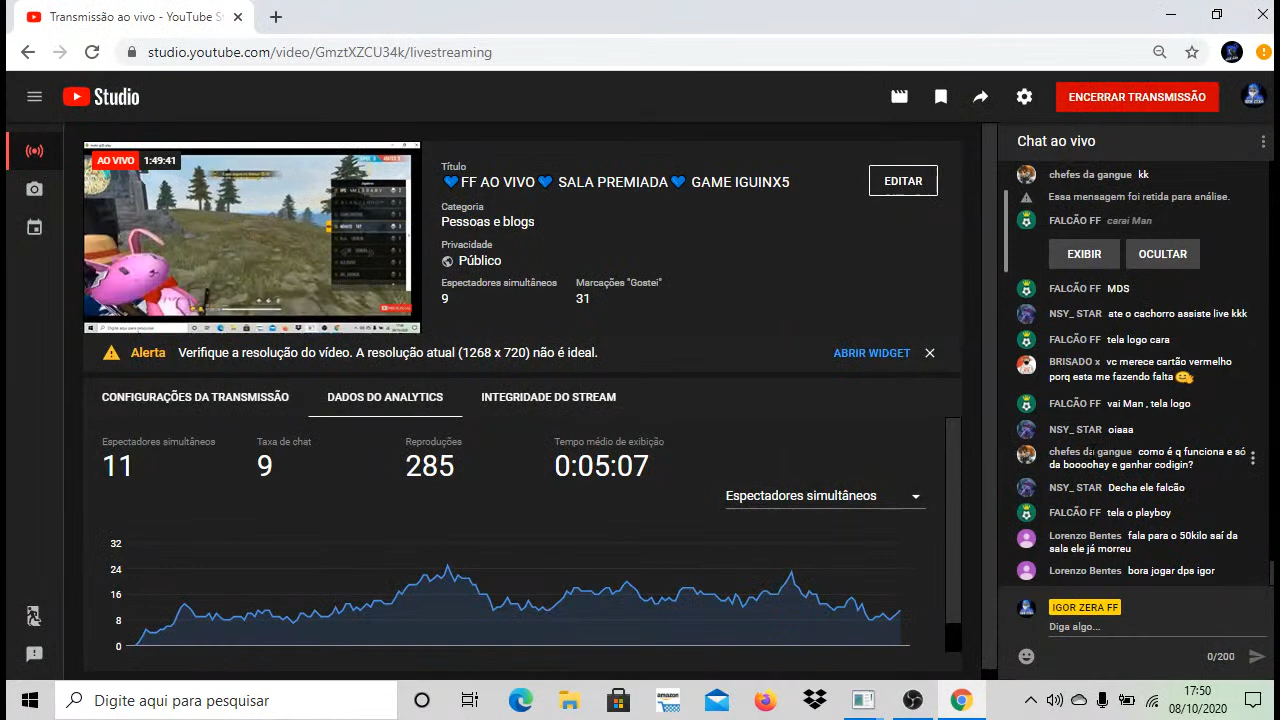 Transmissão ao vivo - YouTube S
studio.youtube.com/video/GmztXZCU34k/livestreaming
Studio
ENCERRAR TRANSMISSÃO
AO VIVO
1:49:41
Título
💙FF AO VIVO💙 SALA PREMIADA💙 GAME IGUINX5
EDITAR
Categoria
Pessoas e blogs
Privacidade
Público
Espectadores simultâneos
Marcações "Gostei"
9
31
Alerta Verifique a resolução do vídeo. A resolução atual (1268 x 720) não é ideal.
ABRIR WIDGET
CONFIGURAÇÕES DA TRANSMISSÃO
DADOS DO ANALYTICS
INTEGRIDADE DO STREAM
Espectadores simultâneos
Taxa de chat
Reproduções
Tempo médio de exibição
11
9
285
0:05:07
Espectadores simultâneos
32
24
16
8
0
Chat ao vivo
chefes da gangue kk
Essa mensagem foi retida para análise.
FALCÃO FF carai Man
EXIBIR
OCULTAR
FALCÃO FF MDS
NSY_ STAR ate o cachorro assiste live kkk
FALCÃO FF tela logo cara
BRISADO x vc merece cartão vermelho
porq esta me fazendo falta
FALCÃO FF vai Man , tela logo
NSY_ STAR oiaaa
chefes da gangue como é q funciona e só
da boooohay e ganhar codigin?
NSY_ STAR Decha ele falcão
FALCÃO FF tela o playboy
Lorenzo Bentes fala para o 50kilo saí da
sala ele já morreu
Lorenzo Bentes bora jogar dps igor
IGOR ZERA FF
Diga algo...
0/200
Digite aqui para pesquisar
amazon
17:50
08/10/2020